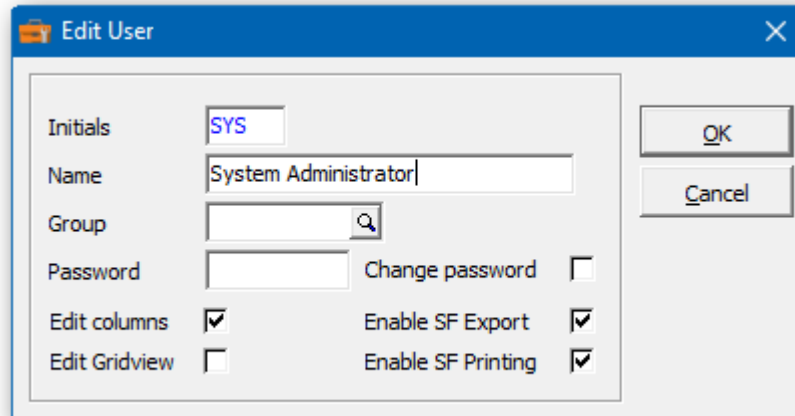 Edit User
Initials SYS
Name System Administrator
Group
Password Change password
Edit columns Enable SF Export
Edit Gridview Enable SF Printing
OK
Cancel